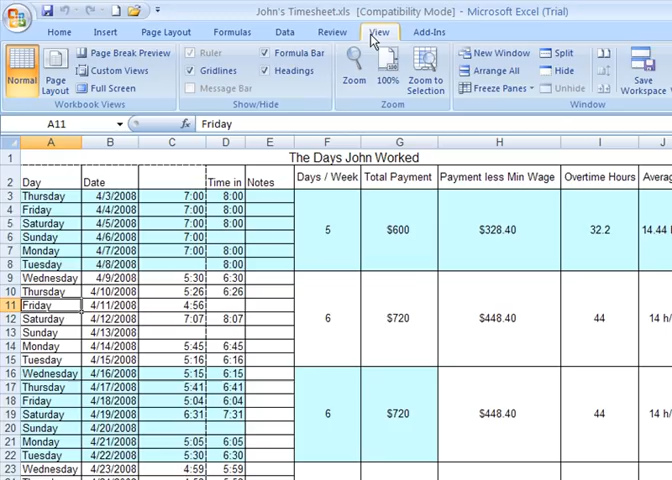 John's Timesheet.xls [Compatibility Mode] - Microsoft Excel (Trial)
Home Insert Page Layout Formulas Data Review View Add-Ins
Normal Page Layout Page Break Preview Custom Views Full Screen
Workbook Views
Ruler Gridlines Message Bar Formula Bar Headings
Show/Hide
Zoom 100% Zoom to Selection
Zoom
New Window Arrange All Freeze Panes Split Hide Unhide Save Workspace
Window
A11 fx Friday
A B C D E F G H I J
1 The Days John Worked
2 Day Date Time in Notes Days / Week Total Payment Payment less Min Wage Overtime Hours Averag
3 Thursday 4/3/2008 7:00 8:00
4 Friday 4/4/2008 7:00 8:00
5 Saturday 4/5/2008 7:00 8:00 5 $600 $328.40 32.2 14.44 l
6 Sunday 4/6/2008 7:00
7 Monday 4/7/2008 7:00 8:00
8 Tuesday 4/8/2008 8:00
9 Wednesday 4/9/2008 5:30 6:30
10 Thursday 4/10/2008 5:26 6:26
11 Friday 4/11/2008 4:56
12 Saturday 4/12/2008 7:07 8:07 6 $720 $448.40 44 14 h/
13 Sunday 4/13/2008
14 Monday 4/14/2008 5:45 6:45
15 Tuesday 4/15/2008 5:16 6:16
16 Wednesday 4/16/2008 5:15 6:15
17 Thursday 4/17/2008 5:41 6:41
18 Friday 4/18/2008 5:04 6:04
19 Saturday 4/19/2008 6:31 7:31 6 $720 $448.40 44 14 h/
20 Sunday 4/20/2008
21 Monday 4/21/2008 5:05 6:05
22 Tuesday 4/22/2008 5:30 6:30
23 Wednesday 4/23/2008 4:59 5:59